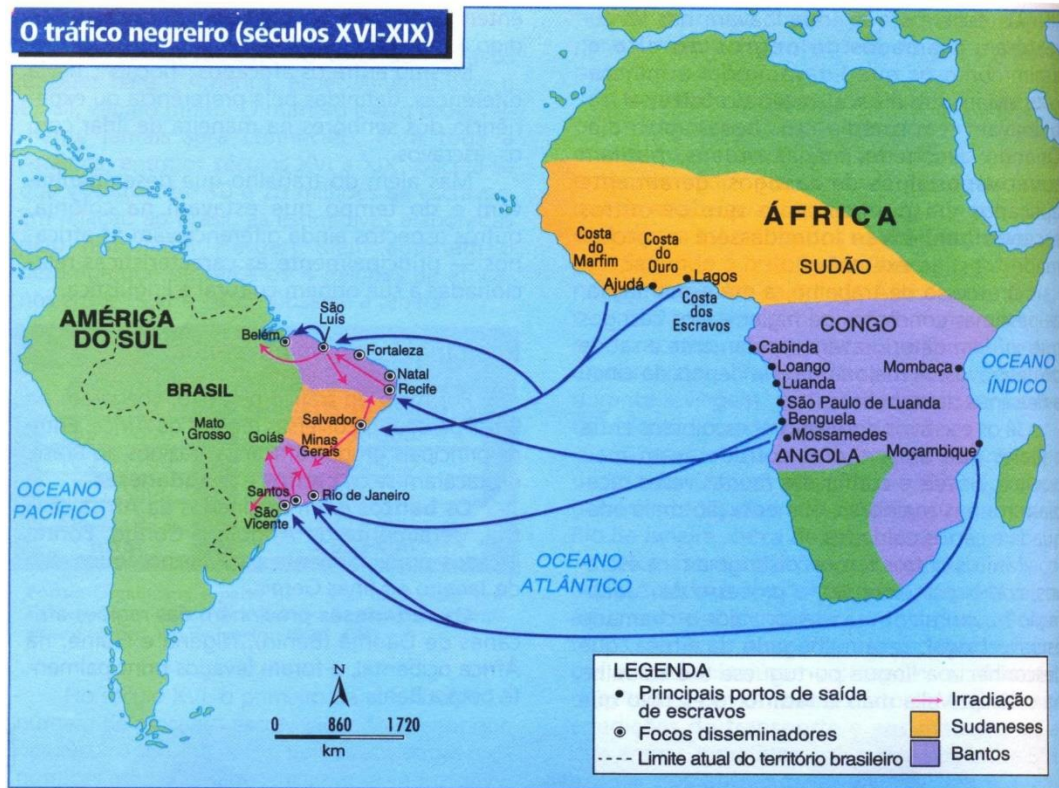 O tráfico negreiro (séculos XVI-XIX)
AMÉRICA
DO SUL
BRASIL
Mato
Grosso
Goiás
Minas
Gerais
Belém
São
Luís
Fortaleza
Natal
Recife
Salvador
Rio de Janeiro
Santos
São
Vicente
OCEANO
PACÍFICO
OCEANO
ATLÂNTICO
ÁFRICA
SUDÃO
Costa
do
Marfim
Costa
do
Ouro
Ajudá
Lagos
Costa
dos
Escravos
CONGO
Cabinda
Loango
Luanda
São Paulo de Luanda
Benguela
Mossamedes
ANGOLA
Mombaça
Moçambique
OCEANO
ÍNDICO
N
0 860 1720
km
LEGENDA
Principais portos de saída
de escravos
Focos disseminadores
Limite atual do território brasileiro
Irradiação
Sudaneses
Bantos